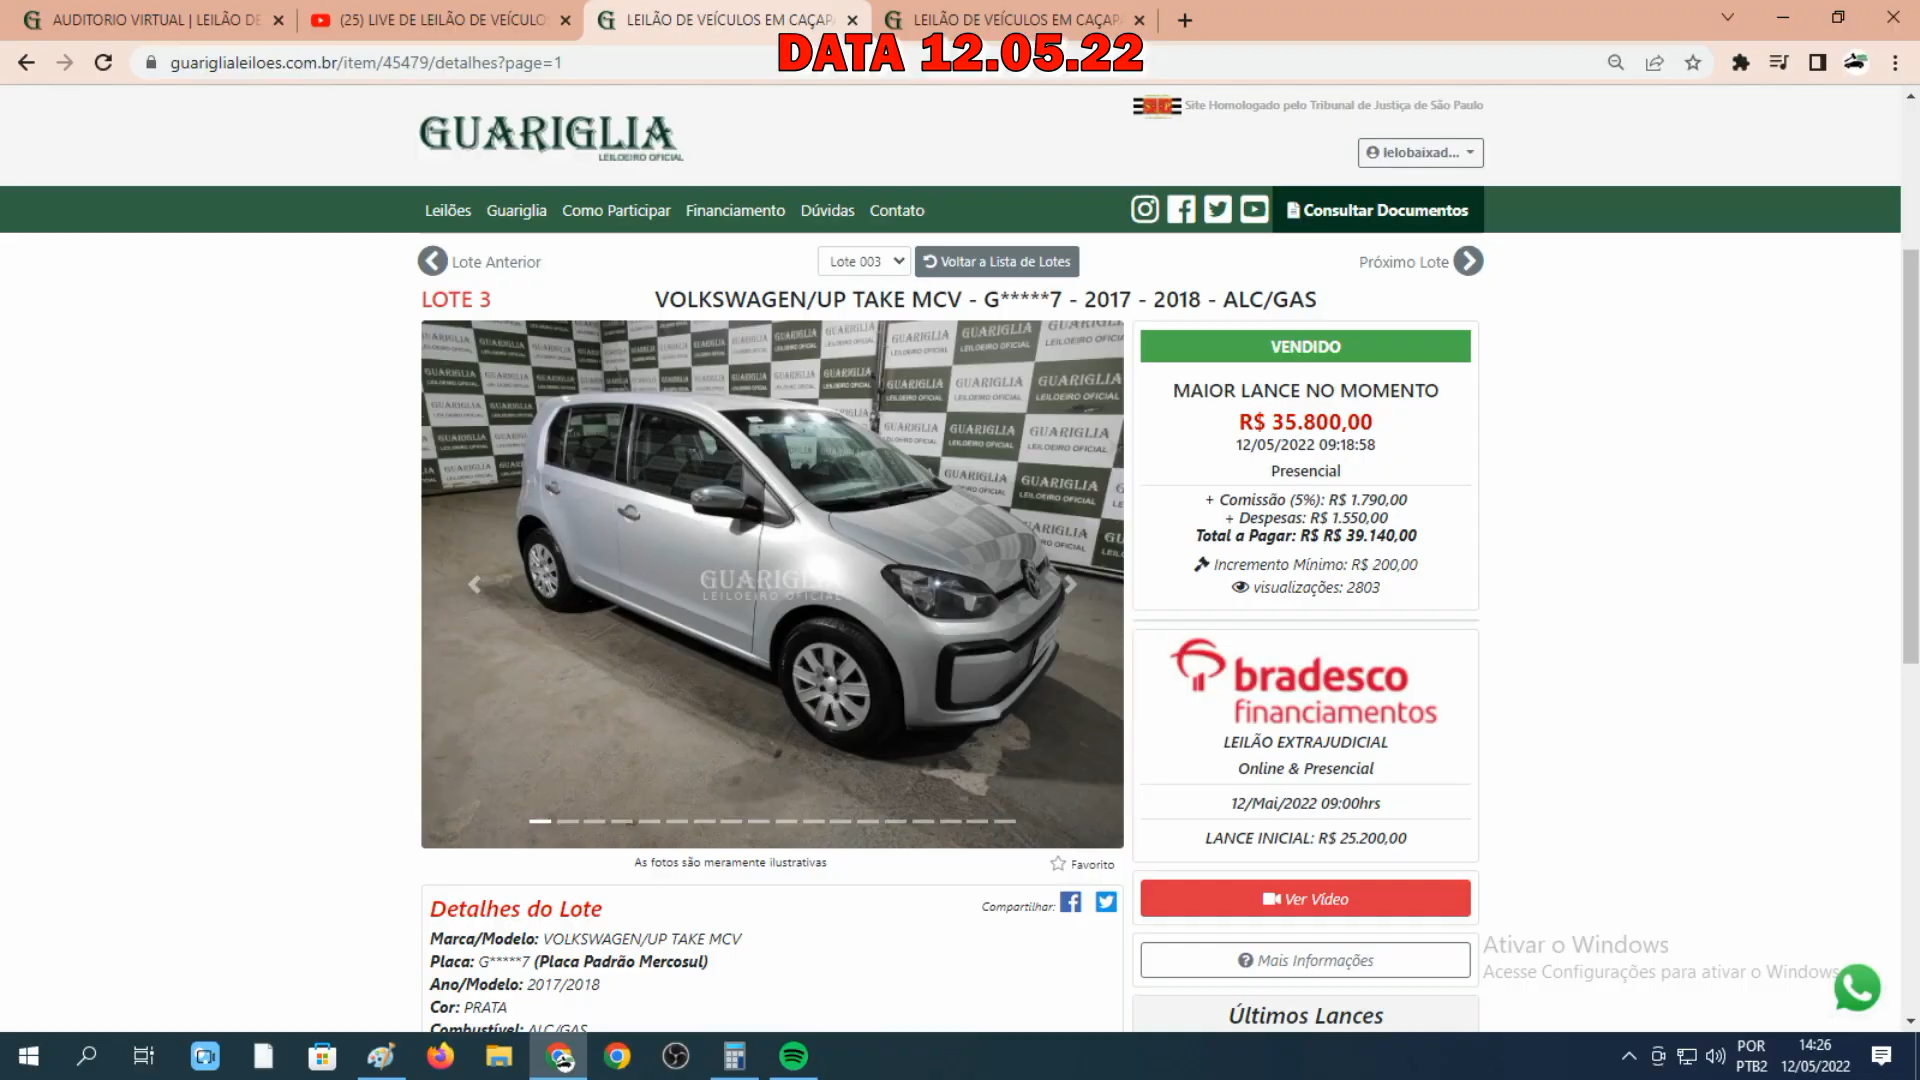 AUDITORIO VIRTUAL | LEILÃO DE
(25) LIVE DE LEILÃO DE VEÍCULO
LEILÃO DE VEÍCULOS EM CAÇAP
LEILÃO DE VEÍCULOS EM CAÇAP
DATA 12.05.22
guariglialeiloes.com.br/item/45479/detalhes?page=1
Site Homologado pelo Tribunal de Justiça de São Paulo
GUARIGLIA
LEILOEIRO OFICIAL
lelobaixad...
Leilões Guariglia Como Participar Financiamento Dúvidas Contato
Consultar Documentos
Lote Anterior
Lote 003
Voltar a Lista de Lotes
Próximo Lote
LOTE 3
VOLKSWAGEN/UP TAKE MCV - G*****7 - 2017 - 2018 - ALC/GAS
GUARIGLIA
LEILOEIRO OFICIAL
As fotos são meramente ilustrativas
Favorito
VENDIDO
MAIOR LANCE NO MOMENTO
R$ 35.800,00
12/05/2022 09:18:58
Presencial
+ Comissão (5%): R$ 1.790,00
+ Despesas: R$ 1.550,00
Total a Pagar: R$ R$ 39.140,00
Incremento Mínimo: R$ 200,00
visualizações: 2803
bradesco
financiamentos
LEILÃO EXTRAJUDICIAL
Online & Presencial
12/Mai/2022 09:00hrs
LANCE INICIAL: R$ 25.200,00
Ver Vídeo
Mais Informações
Últimos Lances
Detalhes do Lote
Compartilhar:
Marca/Modelo: VOLKSWAGEN/UP TAKE MCV
Placa: G*****7 (Placa Padrão Mercosul)
Ano/Modelo: 2017/2018
Cor: PRATA
Combustível: ALC/GAS
Ativar o Windows
Acesse Configurações para ativar o Windows
POR
PTB2
14:26
12/05/2022